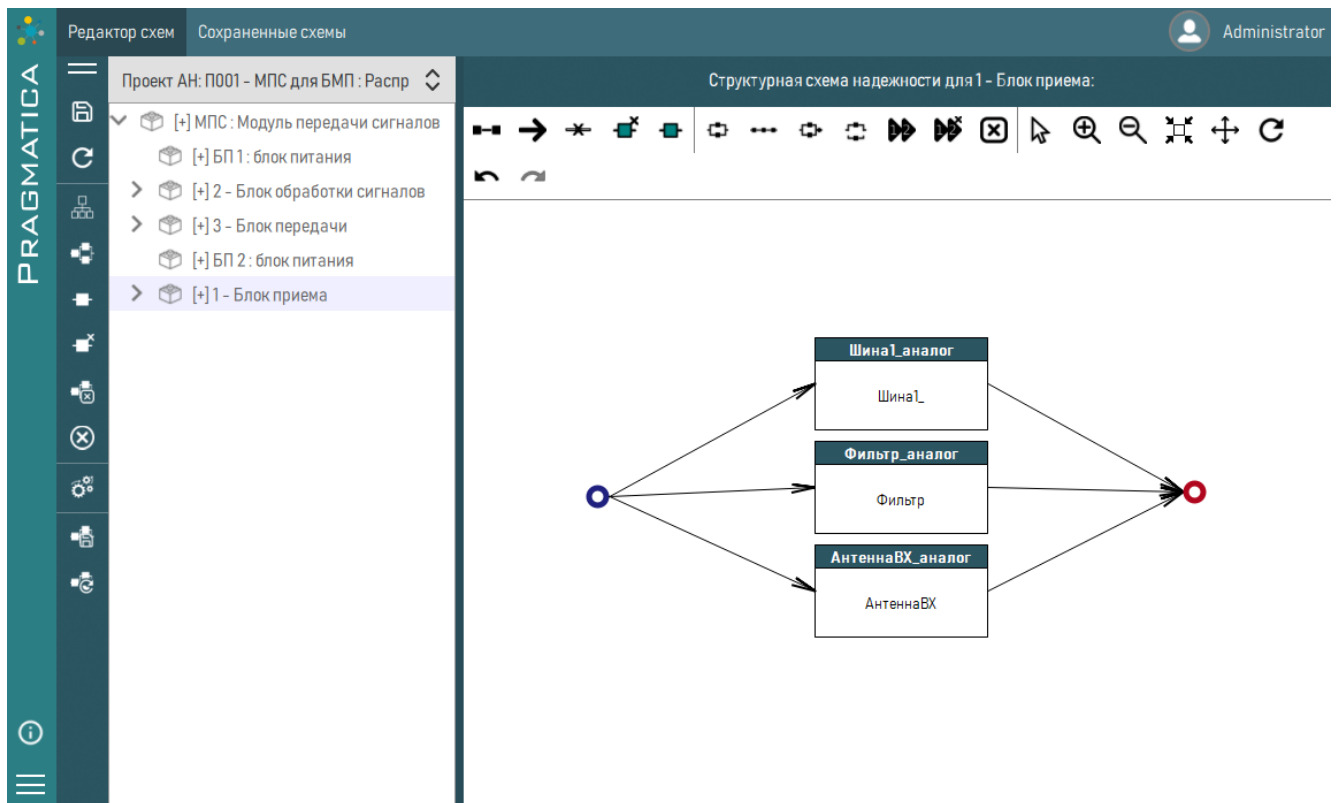 Редактор схем
Сохраненные схемы
Administrator
PRAGMATICA
Проект АН: П001 - МПС для БМП : Распр
Структурная схема надежности для 1 - Блок приема:
[+] МПС : Модуль передачи сигналов
[+] БП 1 : блок питания
[+] 2 - Блок обработки сигналов
[+] 3 - Блок передачи
[+] БП 2 : блок питания
[+] 1 - Блок приема
Шина1_аналог
Шина1_
Фильтр_аналог
Фильтр
АнтеннаВХ_аналог
АнтеннаВХ